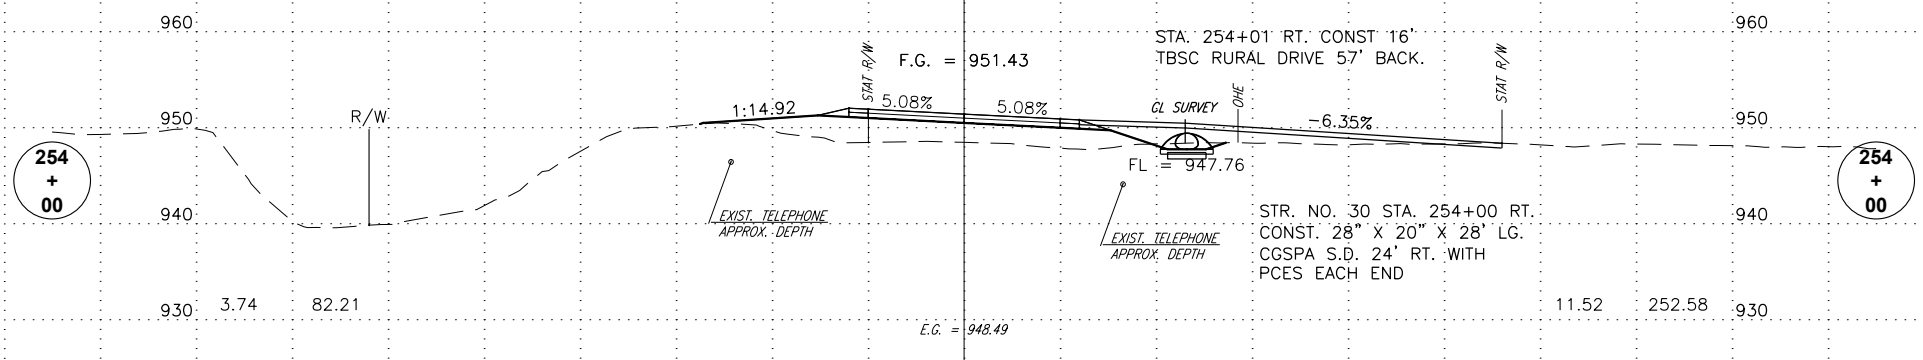 960
960
STAT R/W
F.G. = 951.43
STA. 254+01 RT. CONST 16'
TBSC RURAL DRIVE 57' BACK.
STAT R/W
OHE
R/W
1:14.92
5.08%
5.08%
CL SURVEY
-6.35%
950
950
254
+
00
FL = 947.76
254
+
00
940
940
EXIST. TELEPHONE
APPROX. DEPTH
EXIST. TELEPHONE
APPROX. DEPTH
STR. NO. 30 STA. 254+00 RT.
CONST. 28" X 20" X 28' LG.
CGSPA S.D. 24' RT. WITH
PCES EACH END
930
3.74
82.21
11.52
252.58
930
E.G. = 948.49